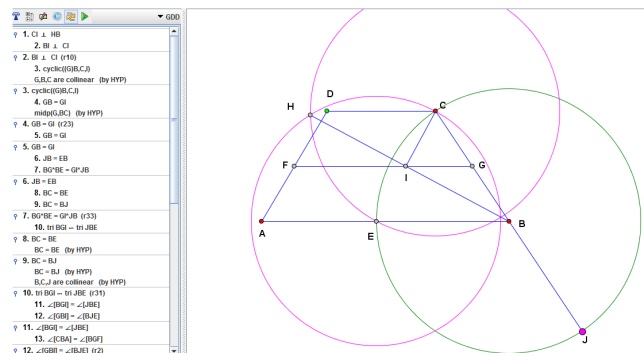 GDD
1. CI ⊥ HB
2. BI ⊥ CI
2. BI ⊥ CI (r10)
3. cyclic((G)B,C,I)
G,B,C are collinear (by HYP)
3. cyclic((G)B,C,I)
4. GB = GI
midp(G,BC) (by HYP)
4. GB = GI (r23)
5. GB = GI
5. GB = GI
6. JB = EB
7. BG*BE = GI*JB
6. JB = EB
8. BC = BE
9. BC = BJ
7. BG*BE = GI*JB (r33)
10. tri BGI -- tri JBE
8. BC = BE
BC = BE (by HYP)
9. BC = BJ
BC = BJ (by HYP)
B,C,J are collinear (by HYP)
10. tri BGI -- tri JBE (r31)
11. ∠[BGI] = ∠[JBE]
12. ∠[GBI] = ∠[BJE]
11. ∠[BGI] = ∠[JBE]
13. ∠[CBA] = ∠[BGF]
12. ∠[GBI] = ∠[BJE] (r2)
D
C
H
F
I
G
A
E
B
J